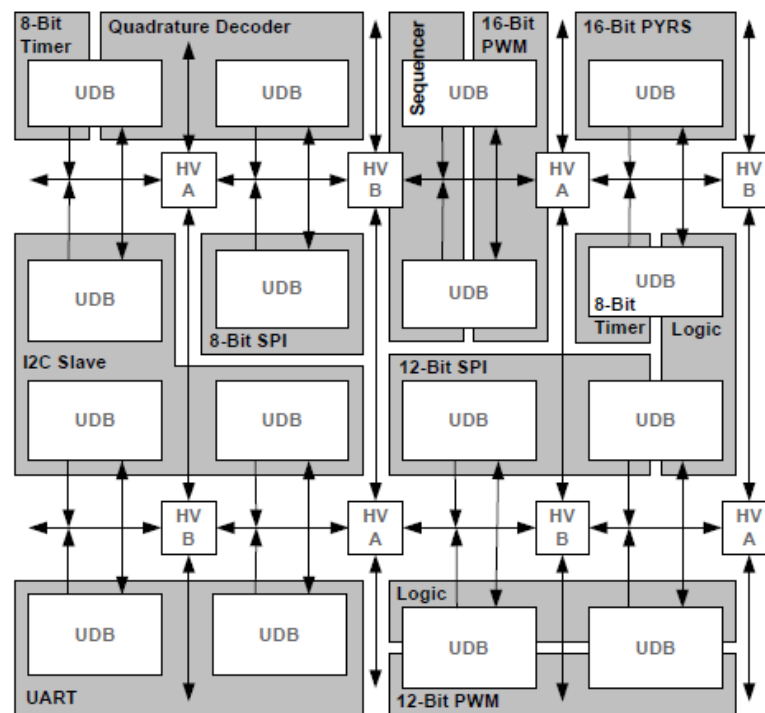 8-Bit
Timer
Quadrature Decoder
Sequencer
16-Bit
PWM
16-Bit PYRS
UDB
UDB
UDB
UDB
HV
A
HV
B
HV
A
HV
B
UDB
UDB
UDB
UDB
8-Bit
Timer
Logic
8-Bit SPI
I2C Slave
12-Bit SPI
UDB
UDB
UDB
UDB
HV
B
HV
A
HV
B
HV
A
Logic
UDB
UDB
UDB
UDB
UART
12-Bit PWM